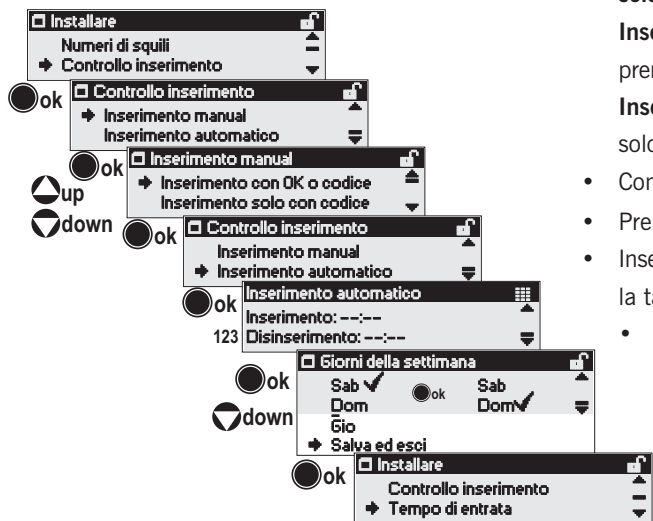 Installare
Numeri di squili
Controllo inserimento
ok
Controllo inserimento
Inserimento manual
Inserimento automatico
ok
Inserimento manual
Inserimento con OK o codice
Inserimento solo con codice
up
down
ok
Controllo inserimento
Inserimento manual
Inserimento automatico
ok
Inserimento automatico
Inserimento: --:--
123 Disinserimento: --:--
ok
Giorni della settimana
Sab ok Sab
Dom Dom
down
Gio
Salva ed esci
ok
Installare
Controllo inserimento
Tempo di entrata
Inse
prer
Inse
solo
• Con
• Pre
• Inse
la ta
•